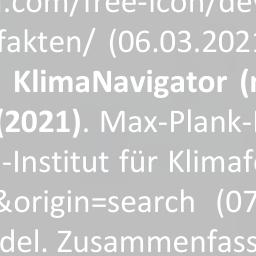 .com/free-icon/de
fakten/ (06.03.2021
KlimaNavigator (
(2021). Max-Plank-
-Institut für Klimaf
&origin=search (07
del. Zusammenfass